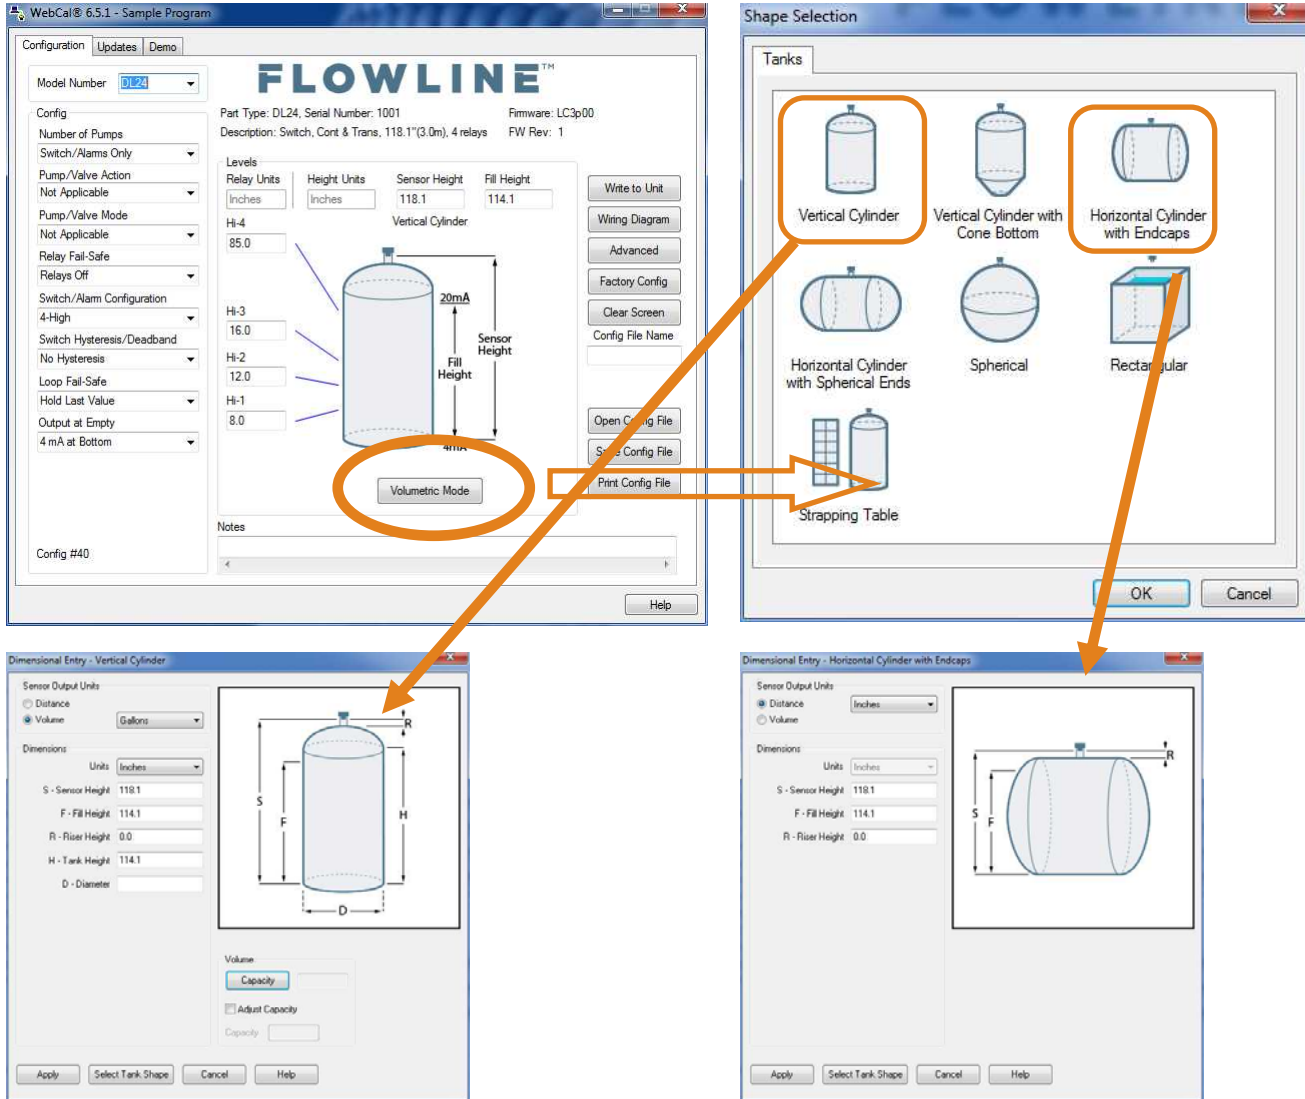 WebCal® 6.5.1 - Sample Program
Configuration
Updates
Demo
Model Number
DL24
FLOWLINE™
Part Type: DL24, Serial Number: 1001
Firmware: LC3p00
Description: Switch, Cont & Trans, 118.1"(3.0m), 4 relays
FW Rev: 1
Config
Number of Pumps
Switch/Alarms Only
Pump/Valve Action
Not Applicable
Pump/Valve Mode
Not Applicable
Relay Fail-Safe
Relays Off
Switch/Alarm Configuration
4-High
Switch Hysteresis/Deadband
No Hysteresis
Loop Fail-Safe
Hold Last Value
Output at Empty
4 mA at Bottom
Config #40
Levels
Relay Units
Height Units
Sensor Height
Fill Height
Inches
Inches
118.1
114.1
Vertical Cylinder
Hi-4
85.0
Hi-3
16.0
Hi-2
12.0
Hi-1
8.0
20mA
Fill
Height
Sensor
Height
4mA
Volumetric Mode
Notes
Write to Unit
Wiring Diagram
Advanced
Factory Config
Clear Screen
Config File Name
Open Config File
Save Config File
Print Config File
Help
Shape Selection
Tanks
Vertical Cylinder
Vertical Cylinder with
Cone Bottom
Horizontal Cylinder
with Endcaps
Horizontal Cylinder
with Spherical Ends
Spherical
Rectangular
Strapping Table
OK
Cancel
Dimensional Entry - Vertical Cylinder
Sensor Output Units
Distance
Volume
Gallons
Dimensions
Units
Inches
S - Sensor Height
118.1
F - Fill Height
114.1
R - Riser Height
0.0
H - Tank Height
114.1
D - Diameter
R
S
F
H
D
Volume
Capacity
Adjust Capacity
Capacity
Apply
Select Tank Shape
Cancel
Help
Dimensional Entry - Horizontal Cylinder with Endcaps
Sensor Output Units
Distance
Inches
Volume
Dimensions
Units
Inches
S - Sensor Height
118.1
F - Fill Height
114.1
R - Riser Height
0.0
R
S
F
Apply
Select Tank Shape
Cancel
Help